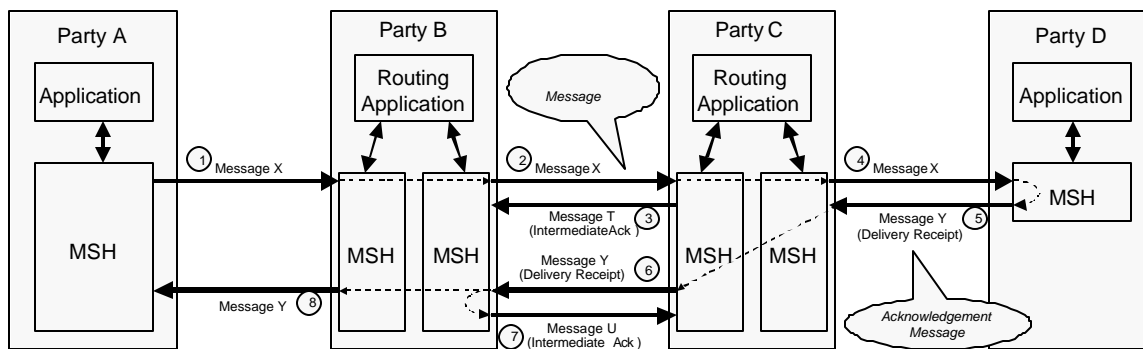 Party A
Party B
Party C
Party D
Application
Routing
Application
Message
Routing
Application
Application
1
Message X
2
Message X
4
Message X
MSH
MSH
MSH
MSH
MSH
MSH
Message T
(IntermediateAck )
3
Message Y
(Delivery Receipt)
5
Message Y
(Delivery Receipt)
6
Message Y
8
7
Message U
(Intermediate Ack)
Acknowledgement
Message